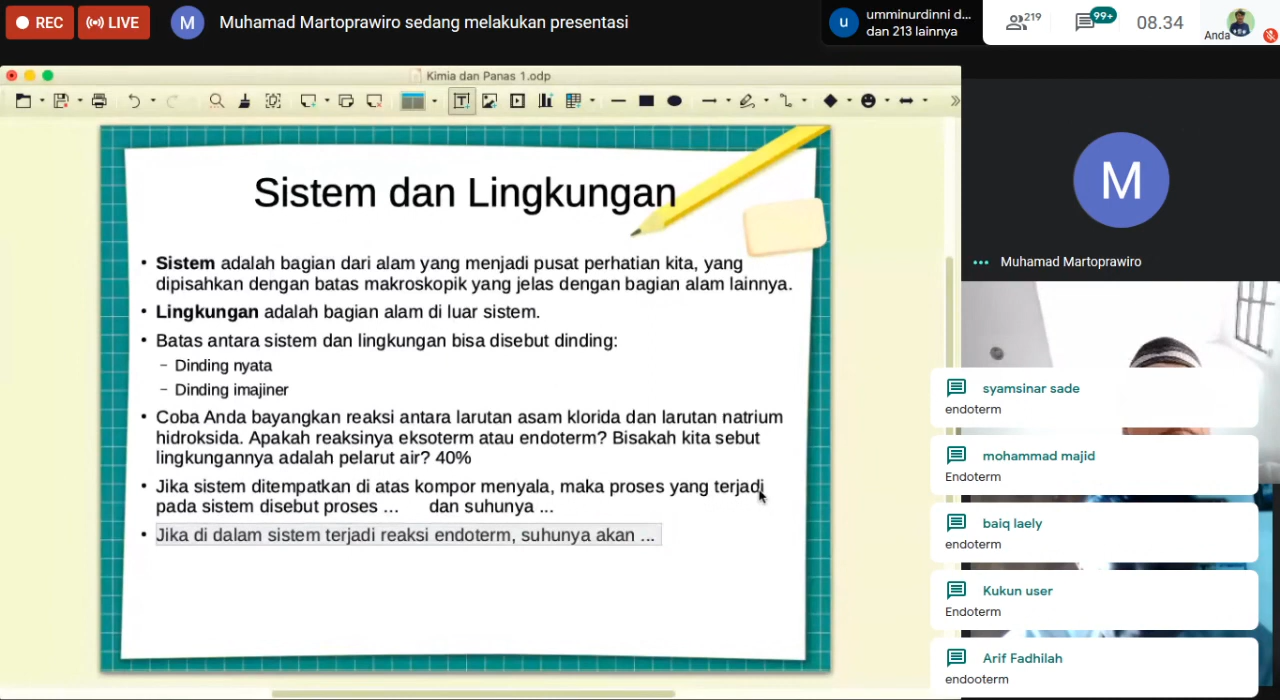 REC
LIVE
M
Muhamad Martoprawiro sedang melakukan presentasi
u
umminurdinni d...
dan 213 lainnya
219
99+
08.34
Anda
Kimia dan Panas 1.odp
Sistem dan Lingkungan
• Sistem adalah bagian dari alam yang menjadi pusat perhatian kita, yang
dipisahkan dengan batas makroskopik yang jelas dengan bagian alam lainnya.
• Lingkungan adalah bagian alam di luar sistem.
• Batas antara sistem dan lingkungan bisa disebut dinding:
– Dinding nyata
– Dinding imajiner
• Coba Anda bayangkan reaksi antara larutan asam klorida dan larutan natrium
hidroksida. Apakah reaksinya eksoterm atau endoterm? Bisakah kita sebut
lingkungannya adalah pelarut air? 40%
• Jika sistem ditempatkan di atas kompor menyala, maka proses yang terjadi
pada sistem disebut proses ... dan suhunya ...
• Jika di dalam sistem terjadi reaksi endoterm, suhunya akan ...
M
Muhamad Martoprawiro
syamsinar sade
endoterm
mohammad majid
Endoterm
baiq laely
endoterm
Kukun user
Endoterm
Arif Fadhilah
endooterm